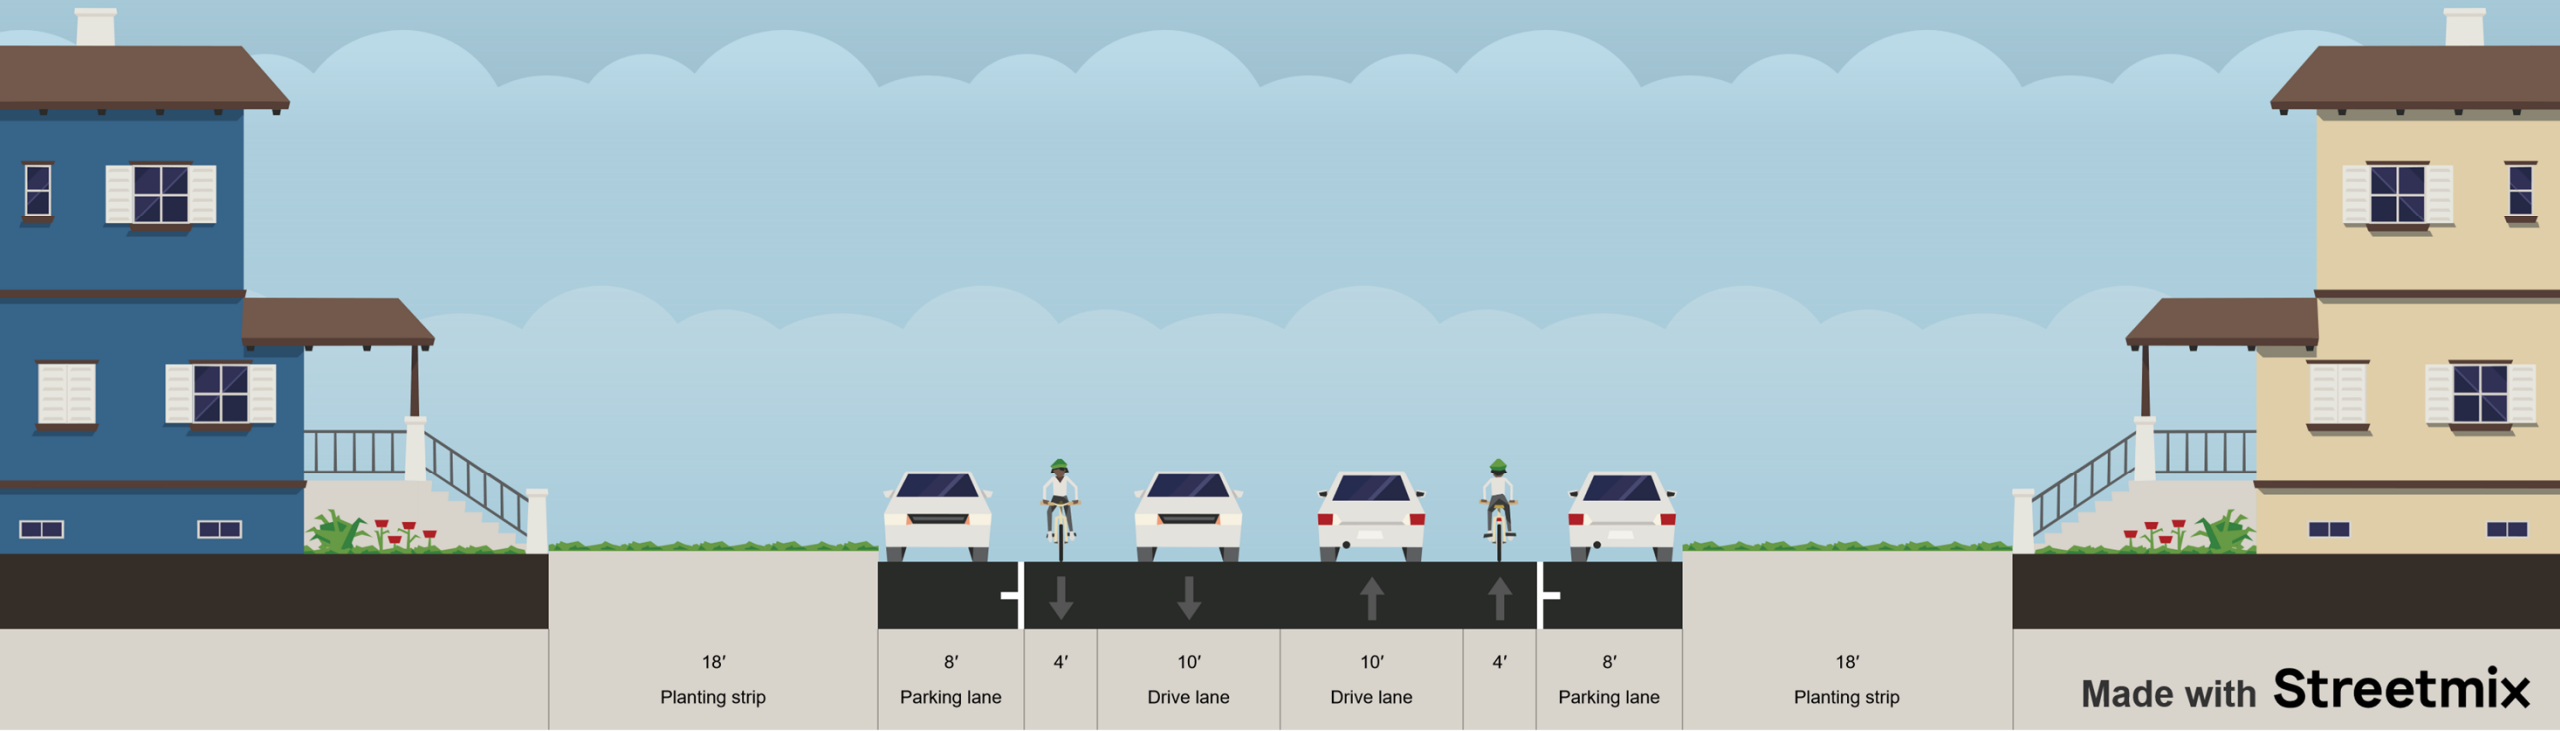 18′
8′
4′
10′
10′
4′
8′
18′
Planting strip
Parking lane
Drive lane
Drive lane
Parking lane
Planting strip
Made with Streetmix